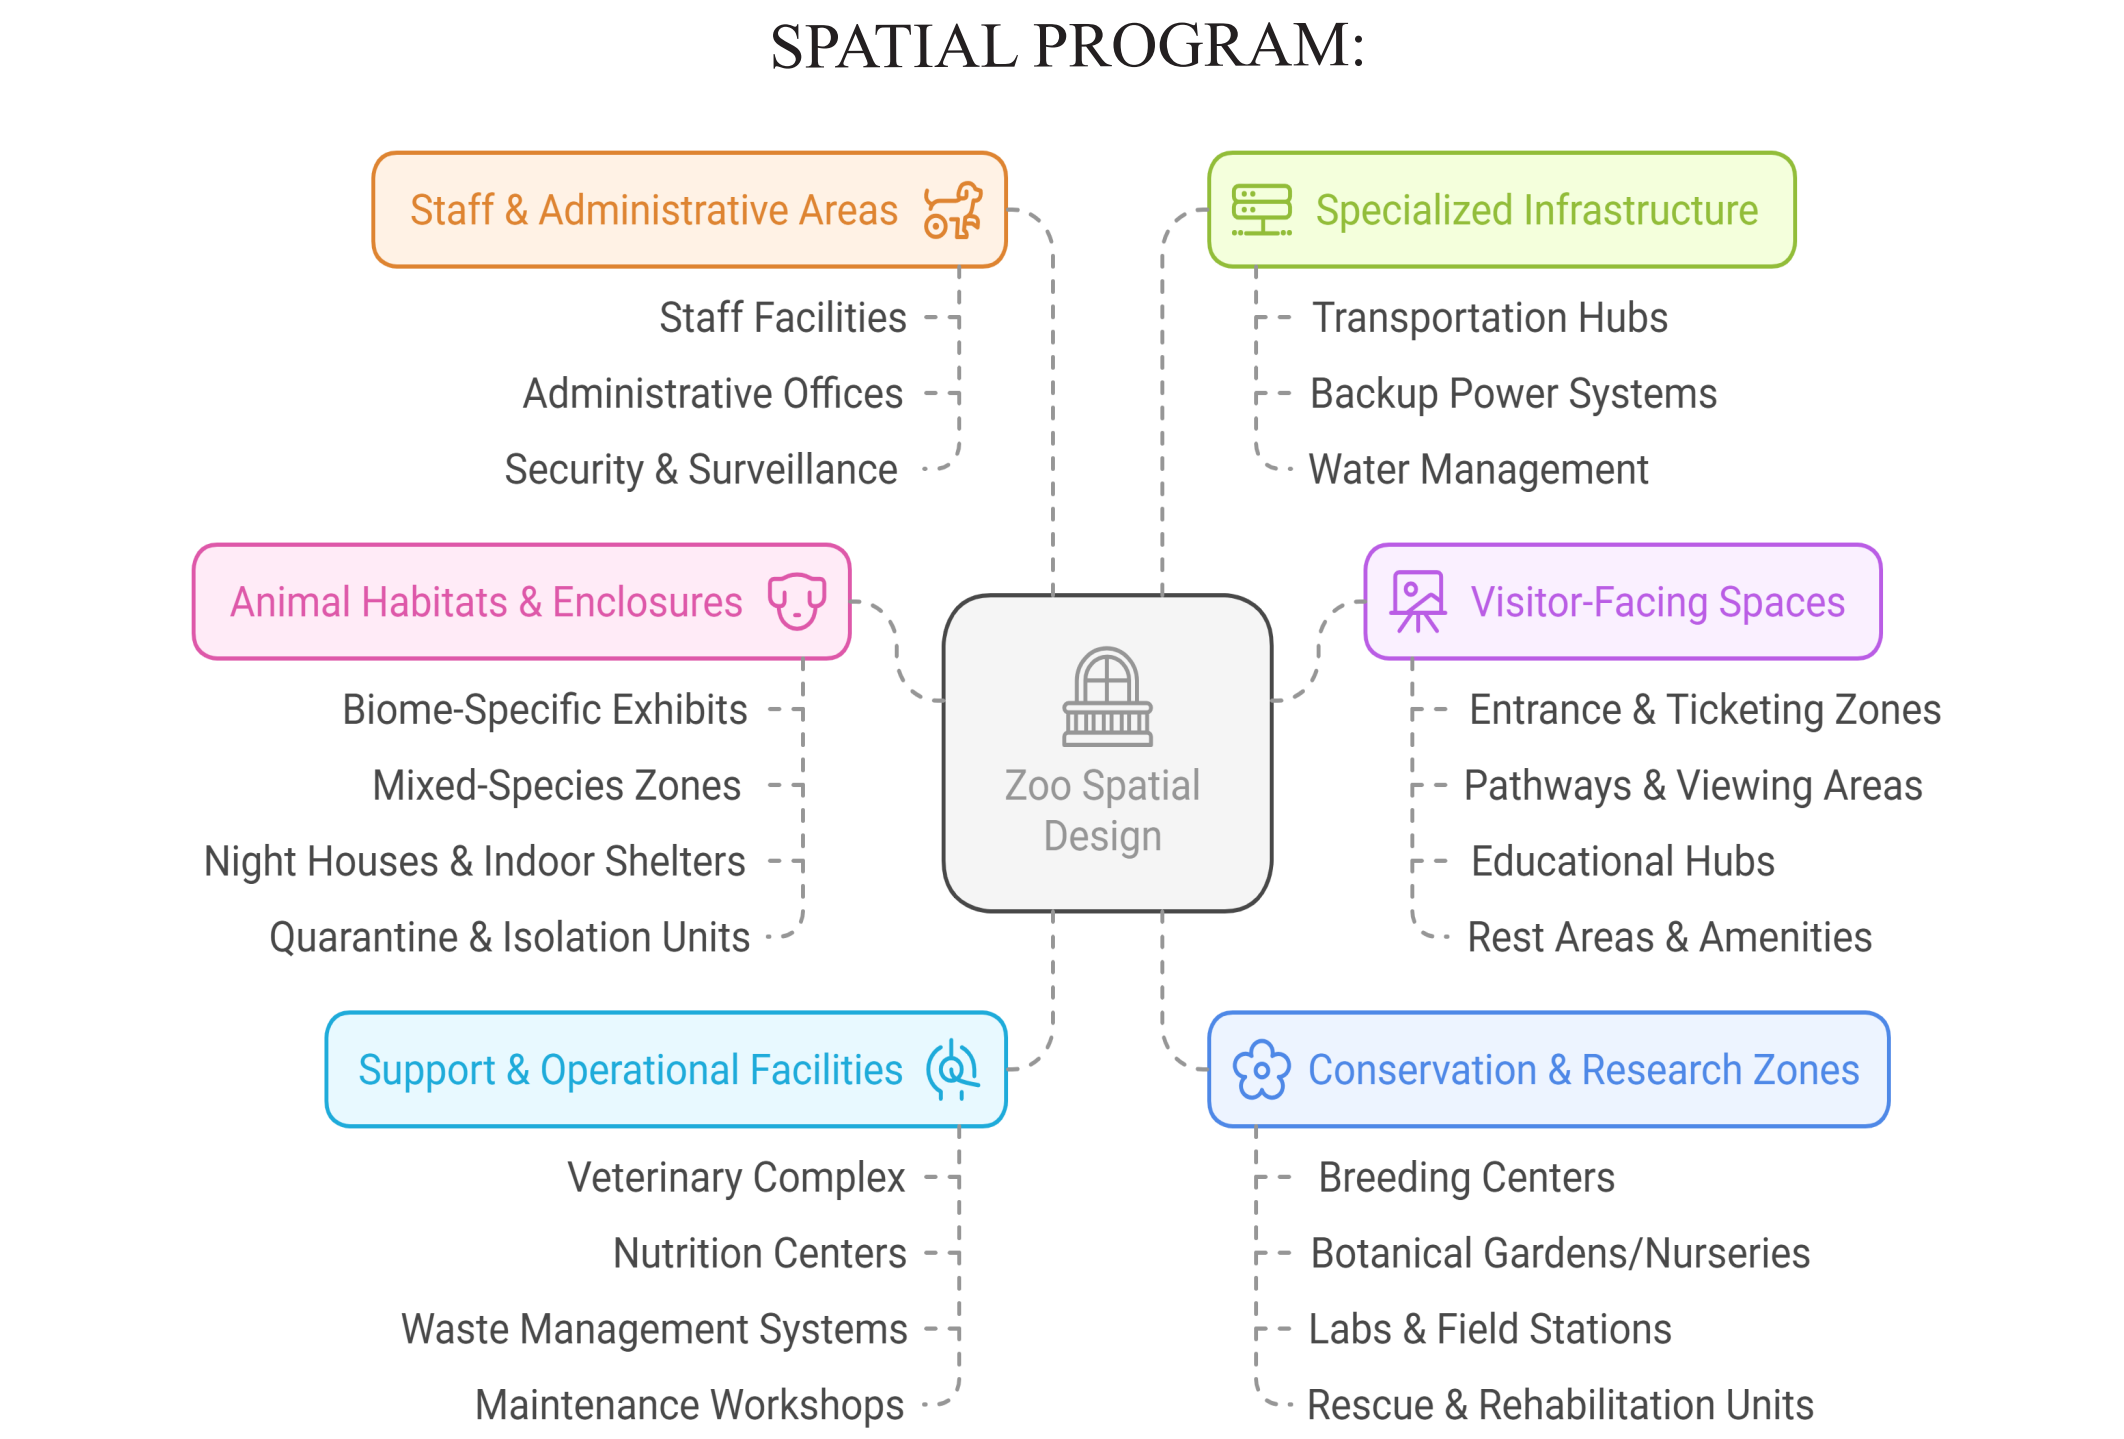 SPATIAL PROGRAM:
Staff & Administrative Areas
Staff Facilities
Administrative Offices
Security & Surveillance
Specialized Infrastructure
Transportation Hubs
Backup Power Systems
Water Management
Animal Habitats & Enclosures
Biome-Specific Exhibits
Mixed-Species Zones
Night Houses & Indoor Shelters
Quarantine & Isolation Units
Zoo Spatial
Design
Visitor-Facing Spaces
Entrance & Ticketing Zones
Pathways & Viewing Areas
Educational Hubs
Rest Areas & Amenities
Support & Operational Facilities
Veterinary Complex
Nutrition Centers
Waste Management Systems
Maintenance Workshops
Conservation & Research Zones
Breeding Centers
Botanical Gardens/Nurseries
Labs & Field Stations
Rescue & Rehabilitation Units